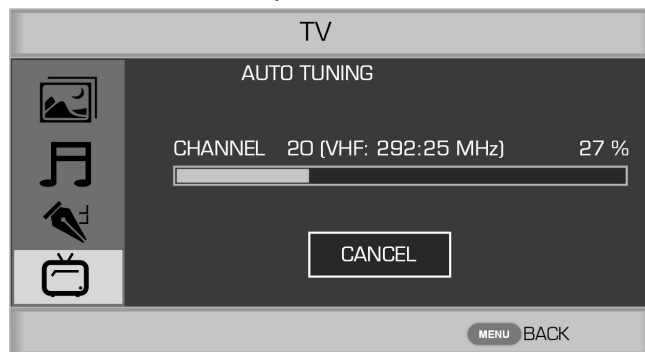 TV
AUTO TUNING
CHANNEL 20 (VHF: 292:25 MHz) 27 %
CANCEL
MENU BACK